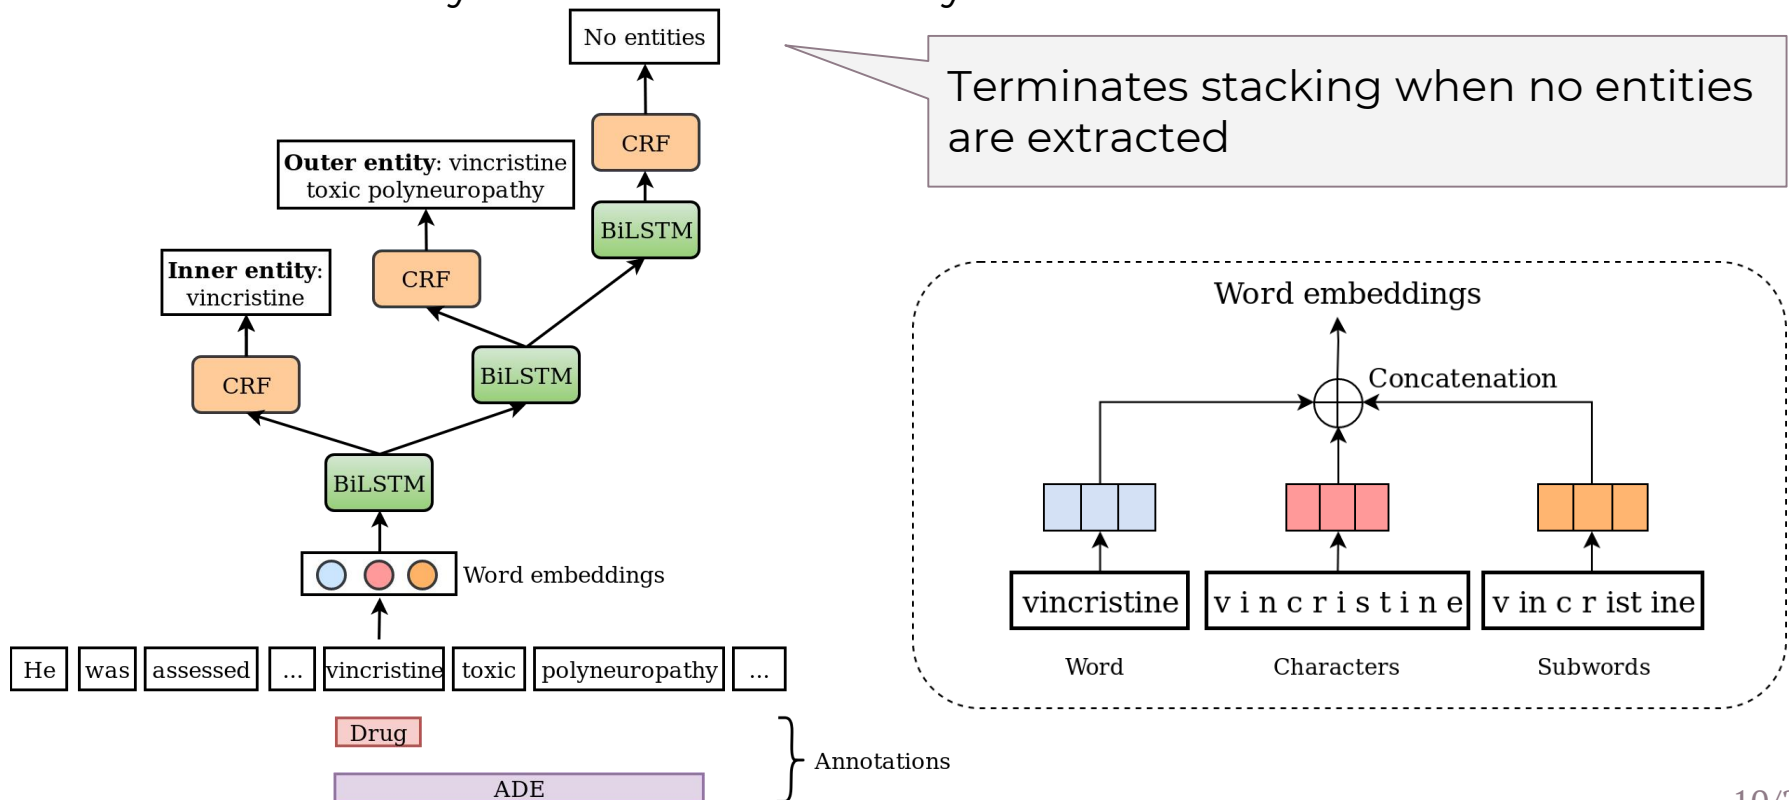 No entities
Terminates stacking when no entities
are extracted
CRF
Outer entity: vincristine
toxic polyneuropathy
BiLSTM
Inner entity:
vincristine
CRF
CRF
BiLSTM
BiLSTM
Word embeddings
He was assessed ... vincristine toxic polyneuropathy ...
Drug
ADE
Annotations
Word embeddings
Concatenation
vincristine v i n c r i s t i n e v in c r ist ine
Word Characters Subwords